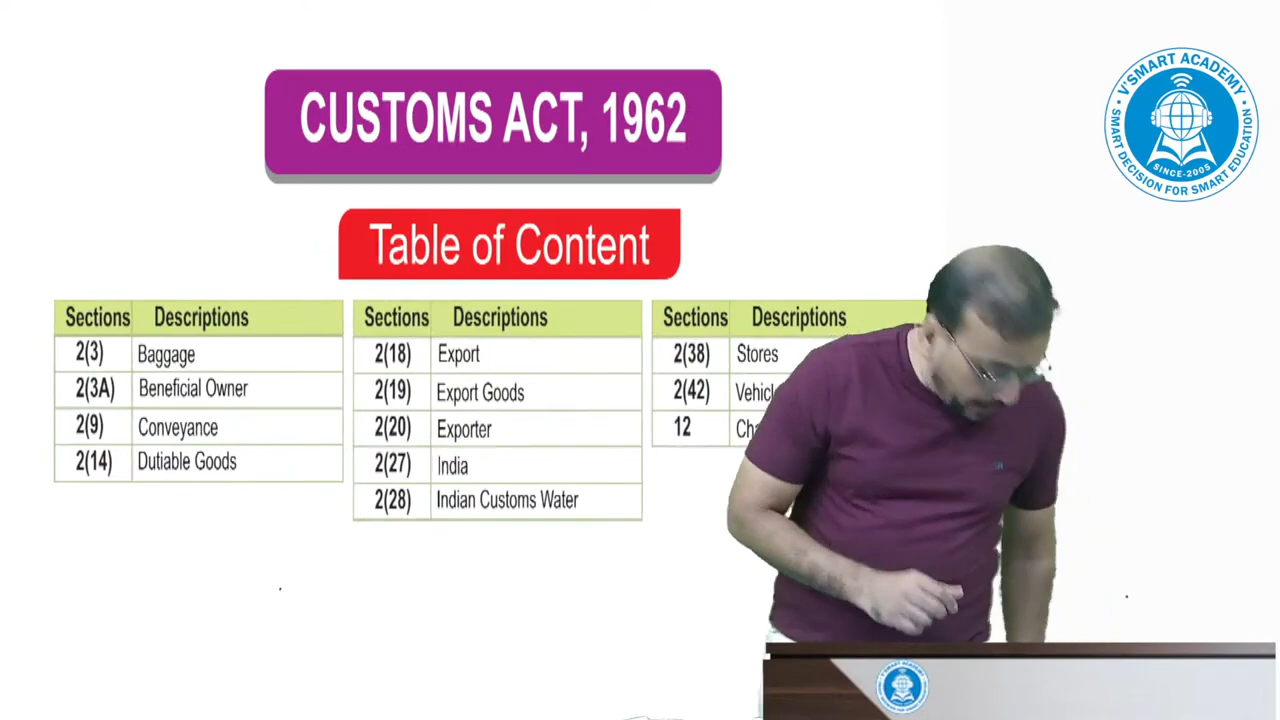 CUSTOMS ACT, 1962
Table of Content
Sections Descriptions
2(3) Baggage
2(3A) Beneficial Owner
2(9) Conveyance
2(14) Dutiable Goods
Sections Descriptions
2(18) Export
2(19) Export Goods
2(20) Exporter
2(27) India
2(28) Indian Customs Water
Sections Descriptions
2(38) Stores
2(42)
12
V'SMART ACADEMY
SMART DECISION FOR SMART EDUCATION
SINCE-2005
V'SMART ACADEMY